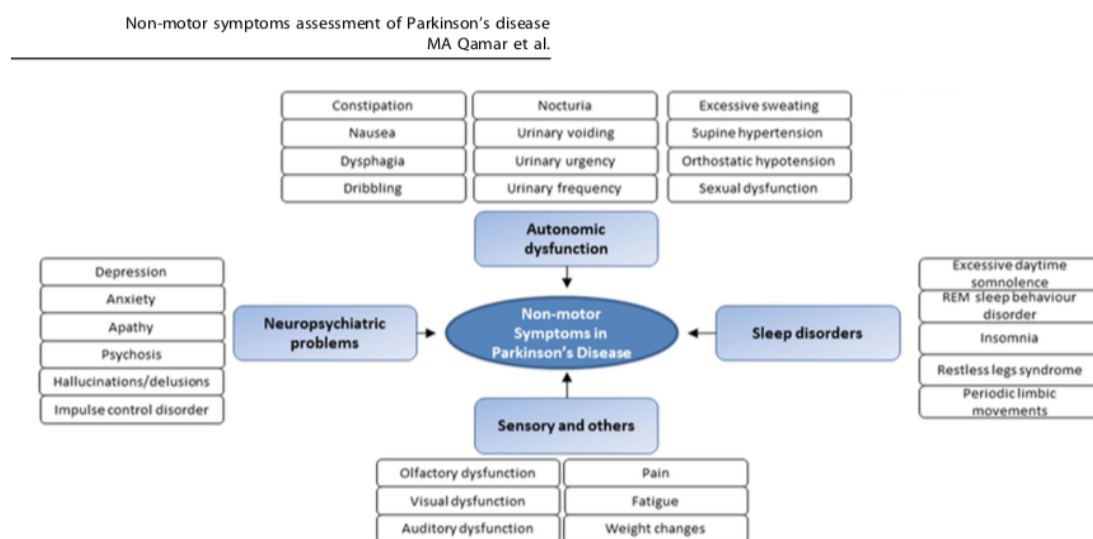 Non-motor symptoms assessment of Parkinson's disease
MA Qamar et al.
Constipation
Nausea
Dysphagia
Dribbling
Nocturia
Urinary voiding
Urinary urgency
Urinary frequency
Excessive sweating
Supine hypertension
Orthostatic hypotension
Sexual dysfunction
Autonomic
dysfunction
Depression
Anxiety
Apathy
Psychosis
Hallucinations/delusions
Impulse control disorder
Neuropsychiatric
problems
Non-motor
Symptoms in
Parkinson's Disease
Sleep disorders
Excessive daytime
somnolence
REM sleep behaviour
disorder
Insomnia
Restless legs syndrome
Periodic limbic
movements
Sensory and others
Olfactory dysfunction
Visual dysfunction
Auditory dysfunction
Pain
Fatigue
Weight changes